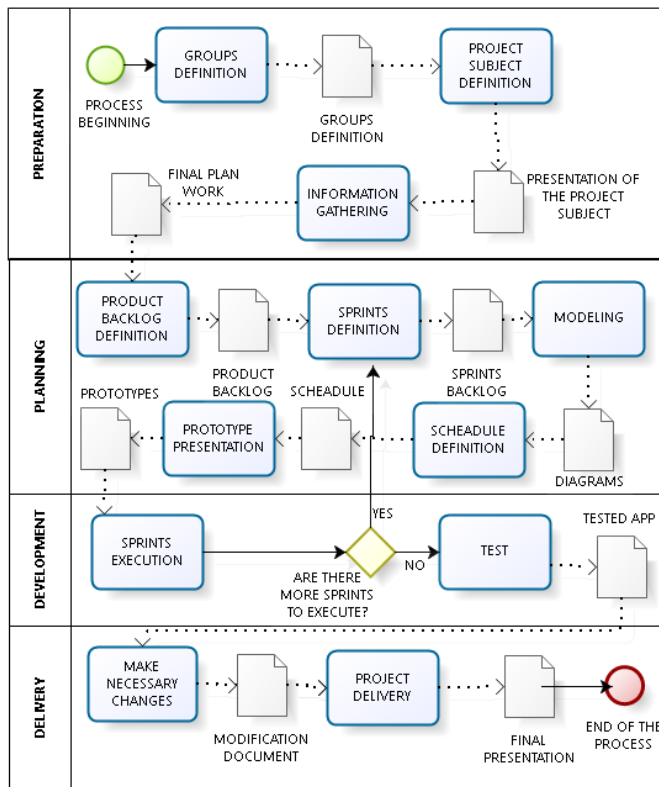 PREPARATION
GROUPS
DEFINITION
PROJECT
SUBJECT
DEFINITION
PROCESS
BEGINNING
GROUPS
DEFINITION
FINAL PLAN
WORK
INFORMATION
GATHERING
PRESENTATION OF
THE PROJECT
SUBJECT
PLANNING
PRODUCT
BACKLOG
DEFINITION
SPRINTS
DEFINITION
MODELING
PRODUCT
BACKLOG
SPRINTS
BACKLOG
PROTOTYPES
SCHEADULE
PROTOTYPE
PRESENTATION
SCHEADULE
DEFINITION
DIAGRAMS
DEVELOPMENT
YES
TESTED APP
SPRINTS
EXECUTION
NO
TEST
ARE THERE
MORE SPRINTS
TO EXECUTE?
DELIVERY
MAKE
NECESSARY
CHANGES
PROJECT
DELIVERY
MODIFICATION
DOCUMENT
FINAL
PRESENTATION
END OF THE
PROCESS